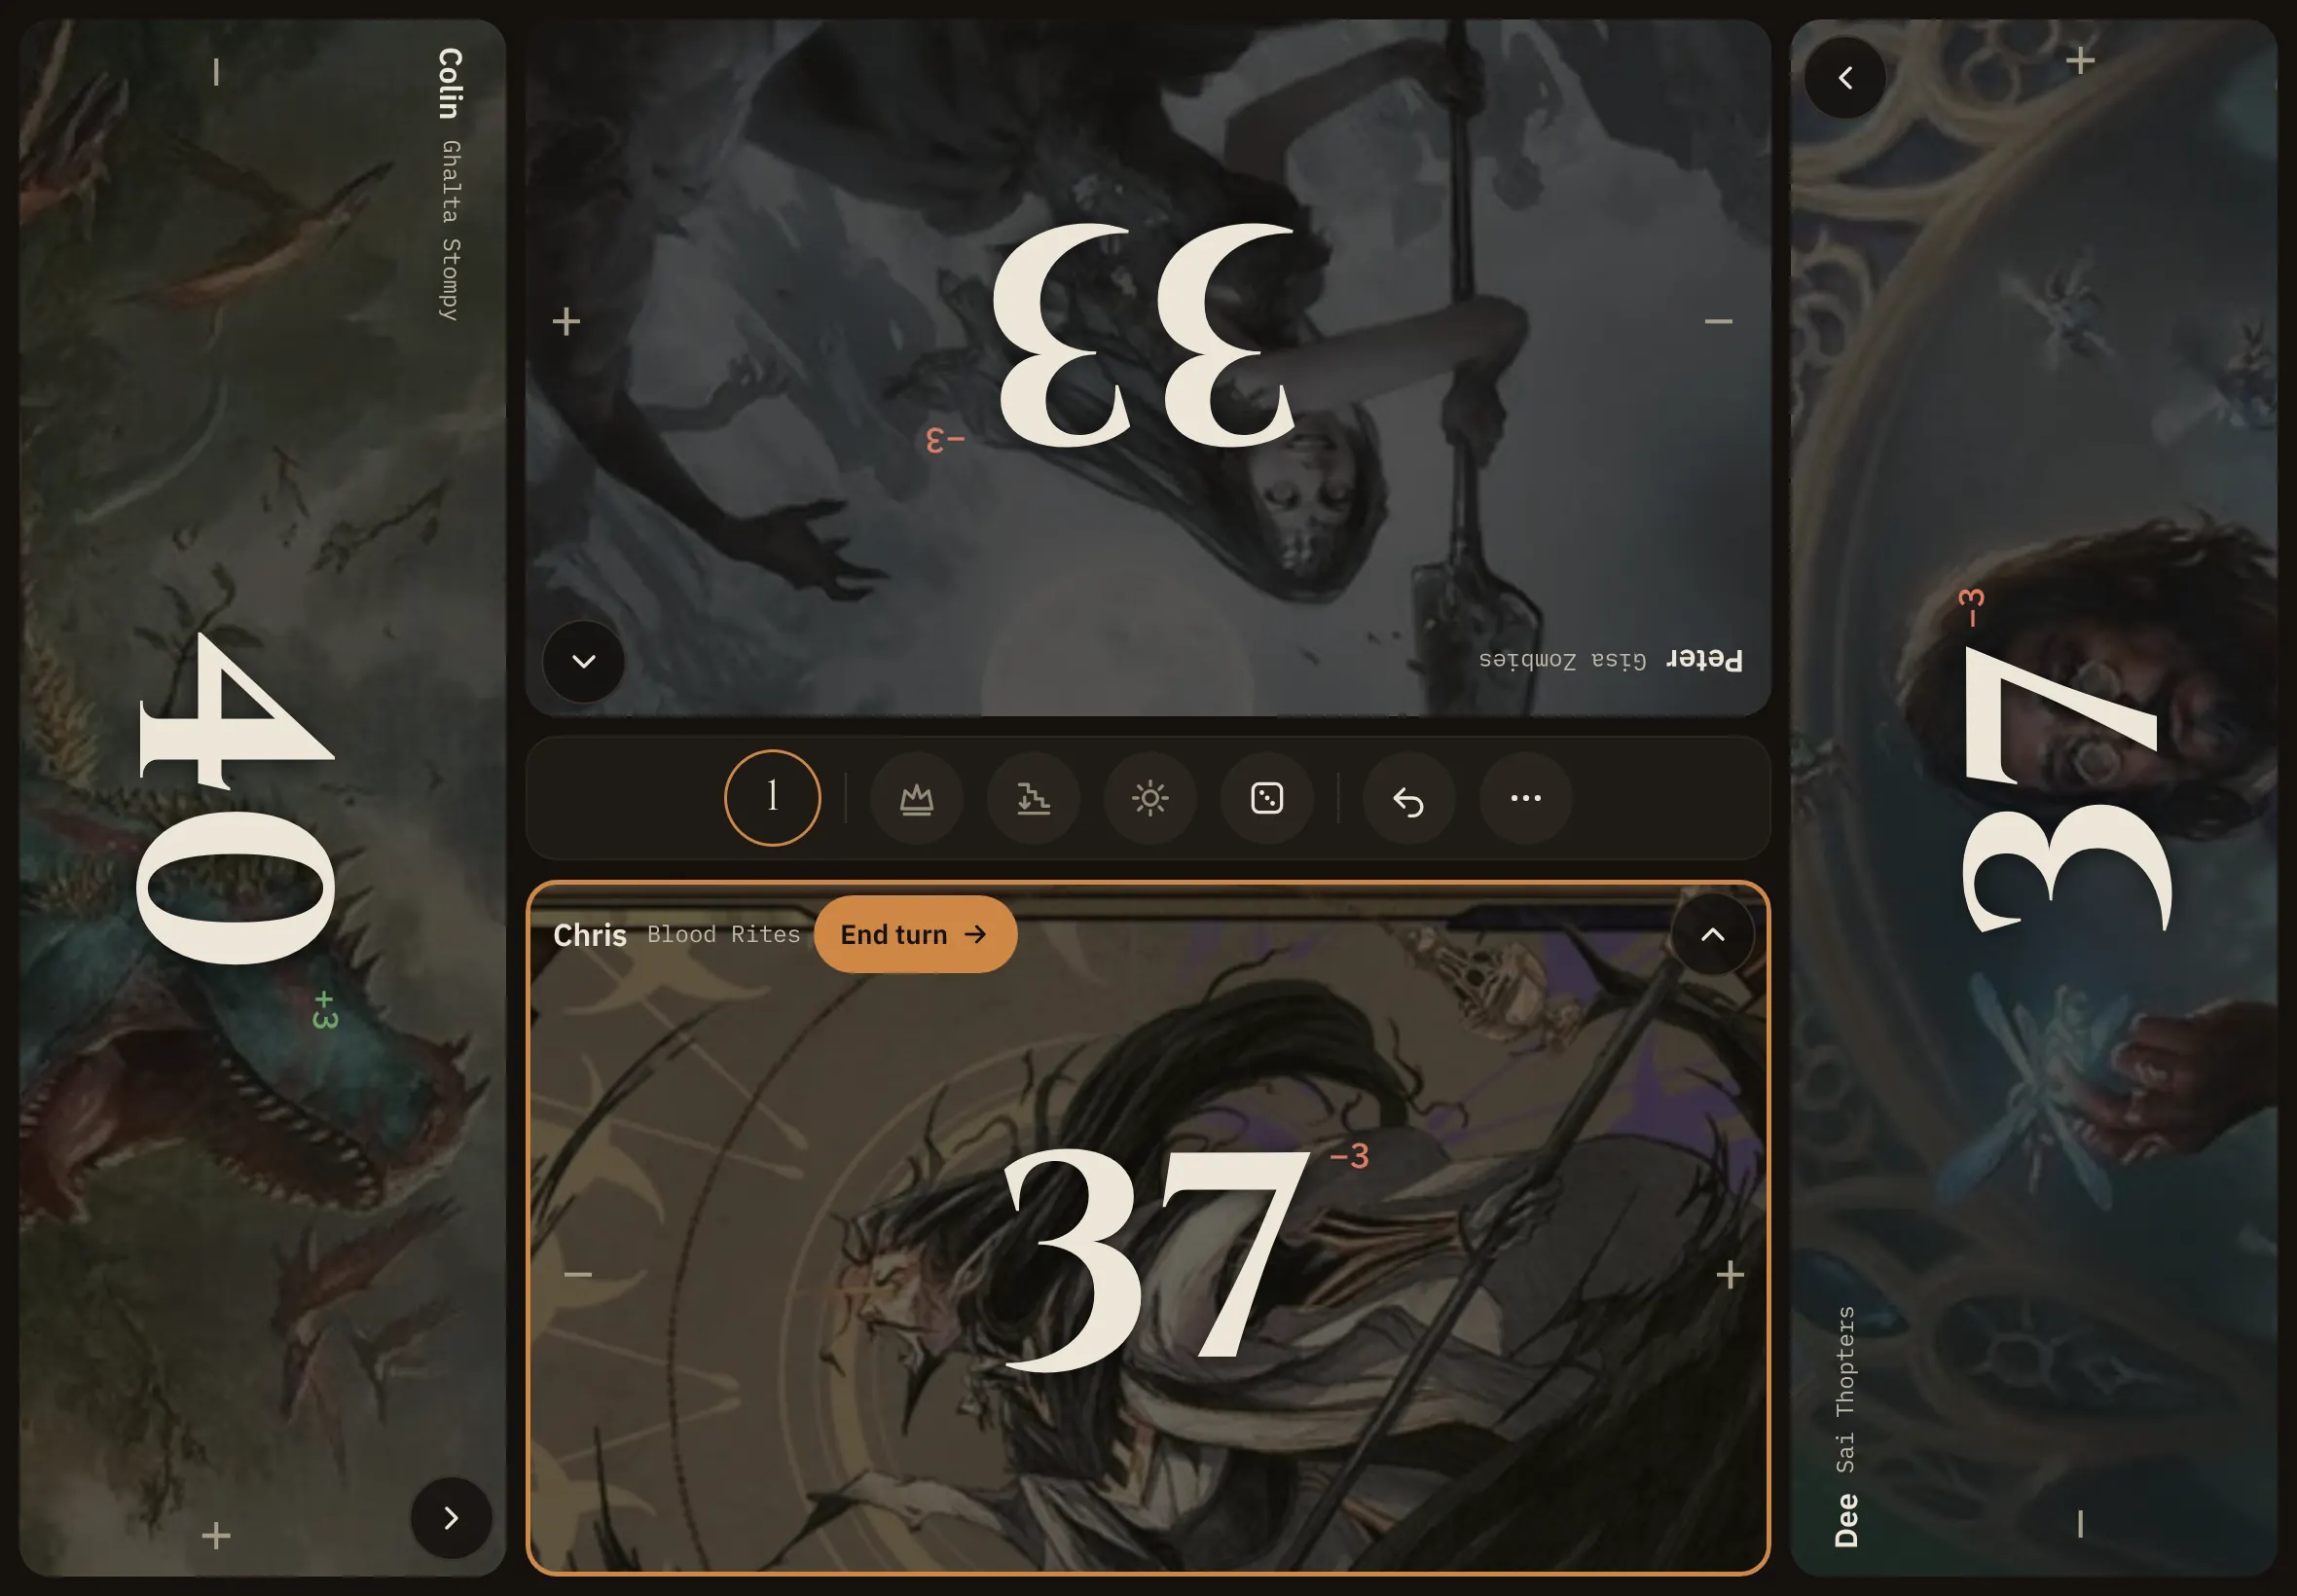 Colin Ghalta Stompy
40
+3
33
-3
Peter Gisa Zombies
1
Chris Blood Rites End turn →
37
-3
Dee Sai Thopters
37
-3